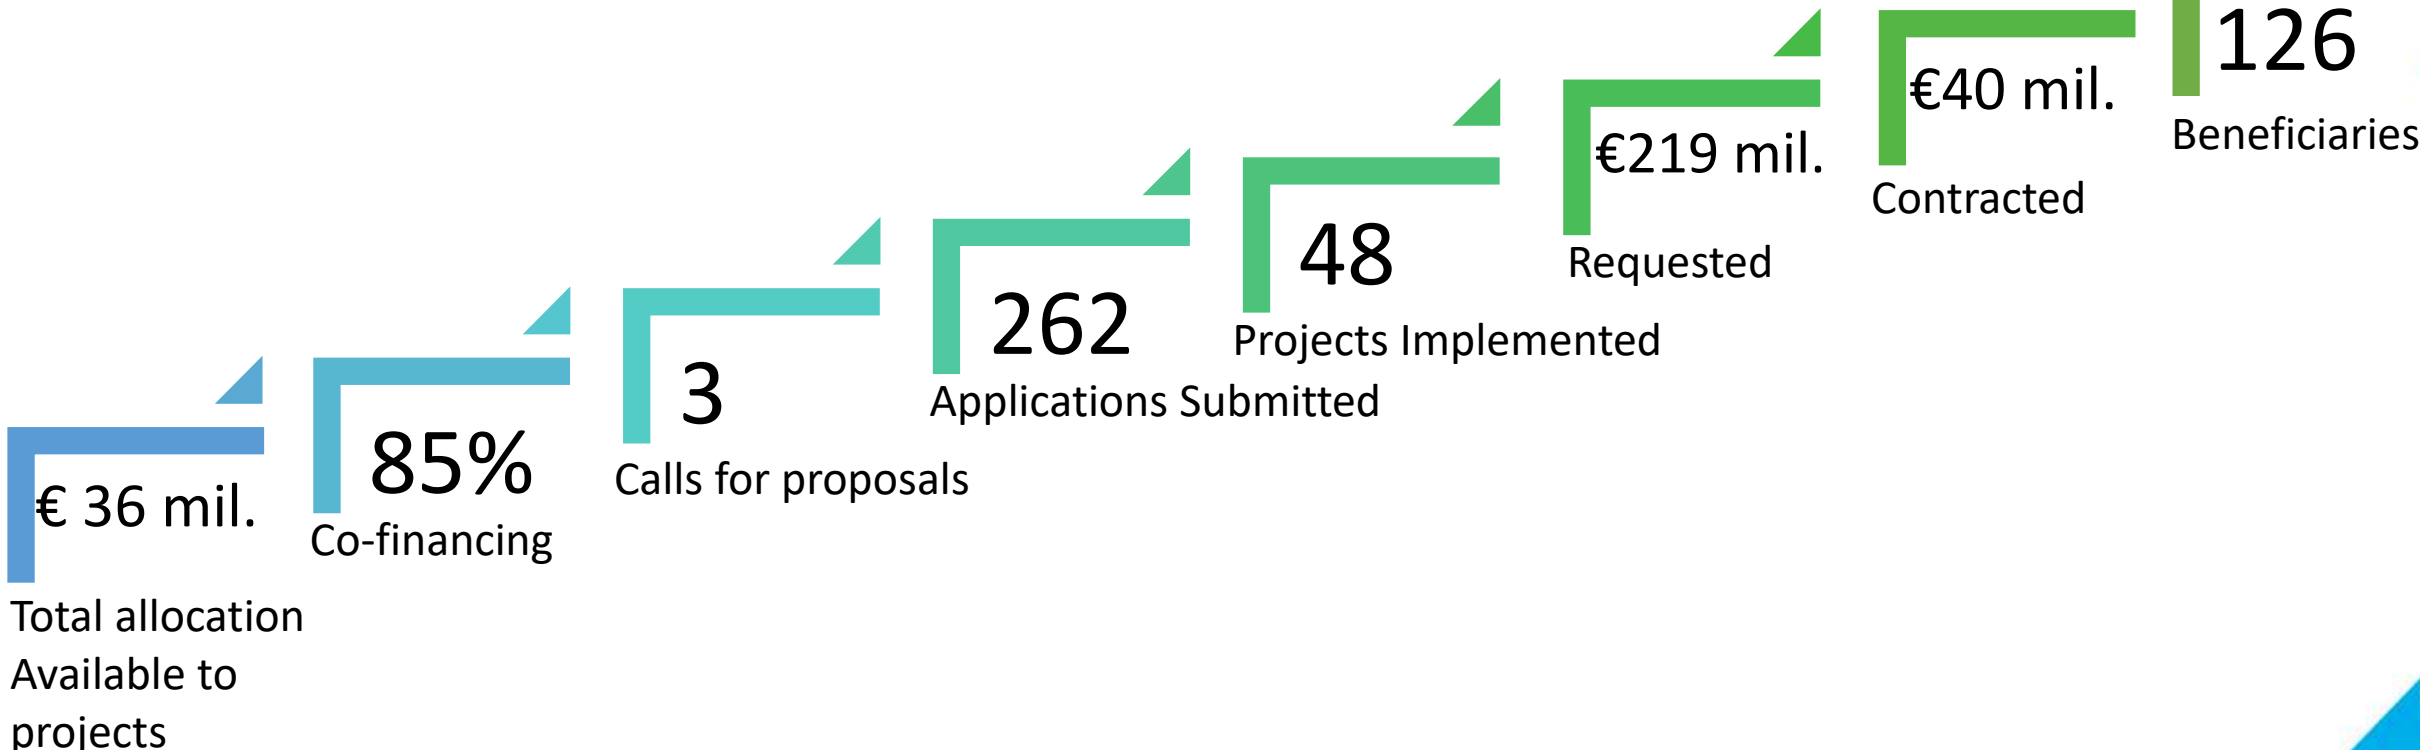 € 36 mil.
Total allocation
Available to
projects
85%
Co-financing
3
Calls for proposals
262
Applications Submitted
48
Projects Implemented
€219 mil.
Requested
€40 mil.
Contracted
126
Beneficiaries